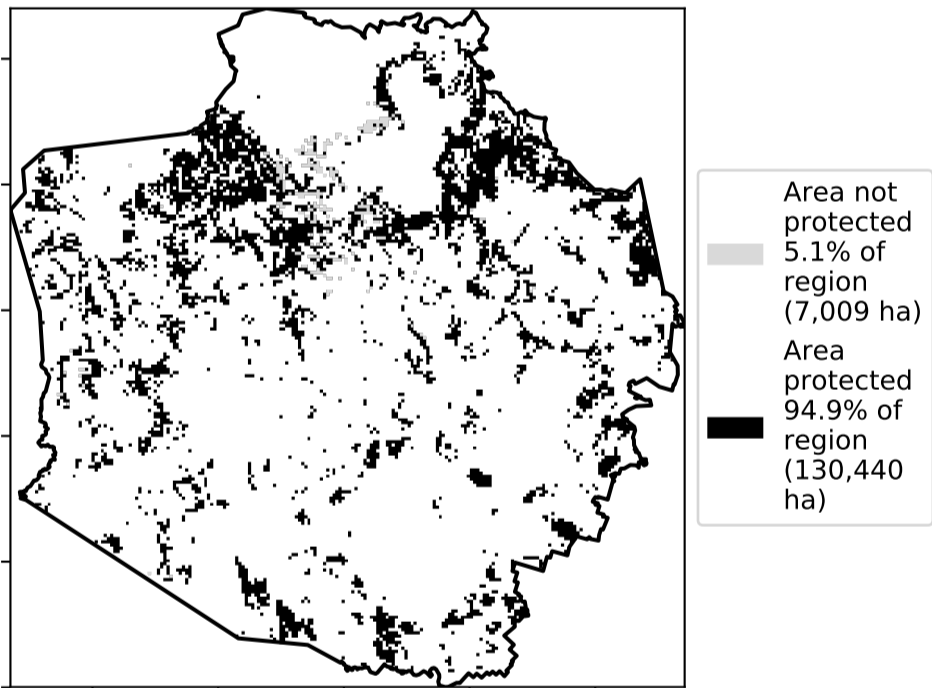 Area not
protected
5.1% of
region
(7,009 ha)
Area
protected
94.9% of
region
(130,440
ha)